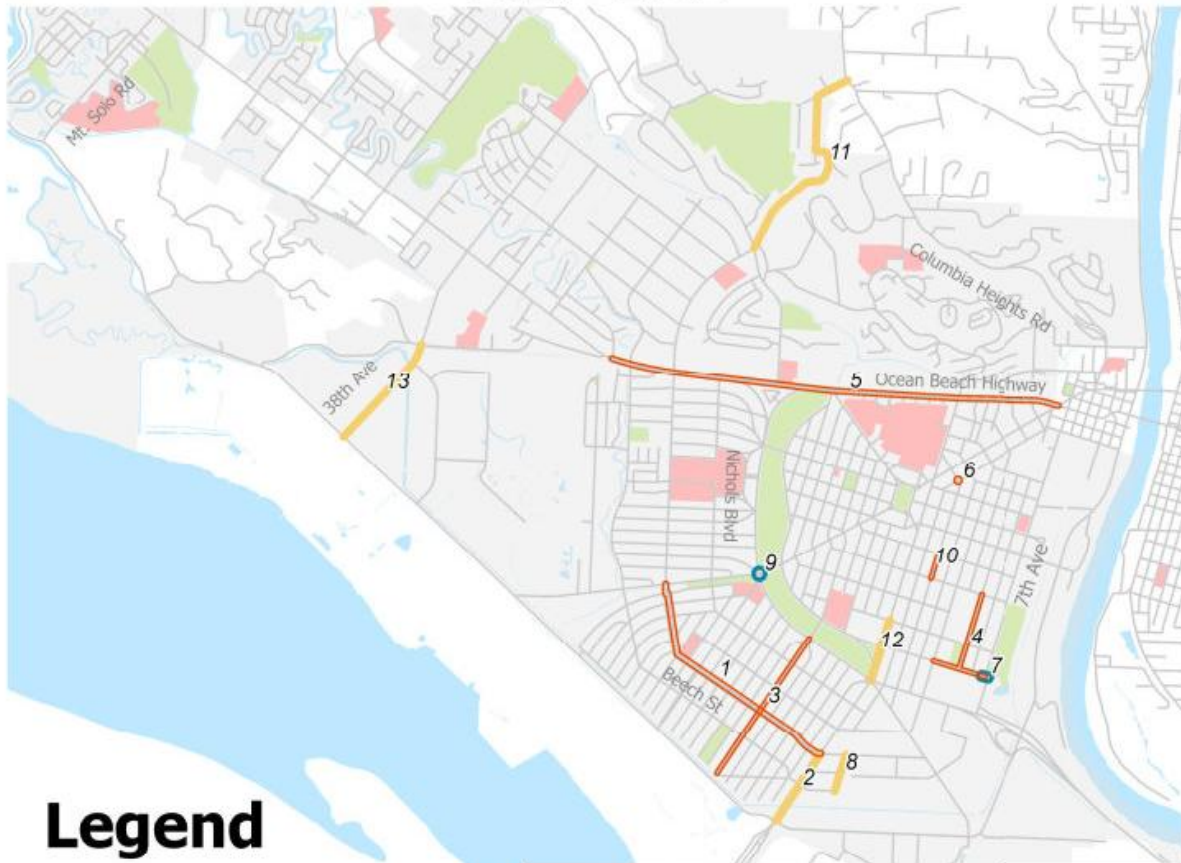 Mt. Solo Rd
11
Columbia Heights Rd
13
38th Ave
5
Ocean Beach Highway
Nichols Blvd
6
10
9
7th Ave
12
4
7
1
3
Beech St
8
2
Legend